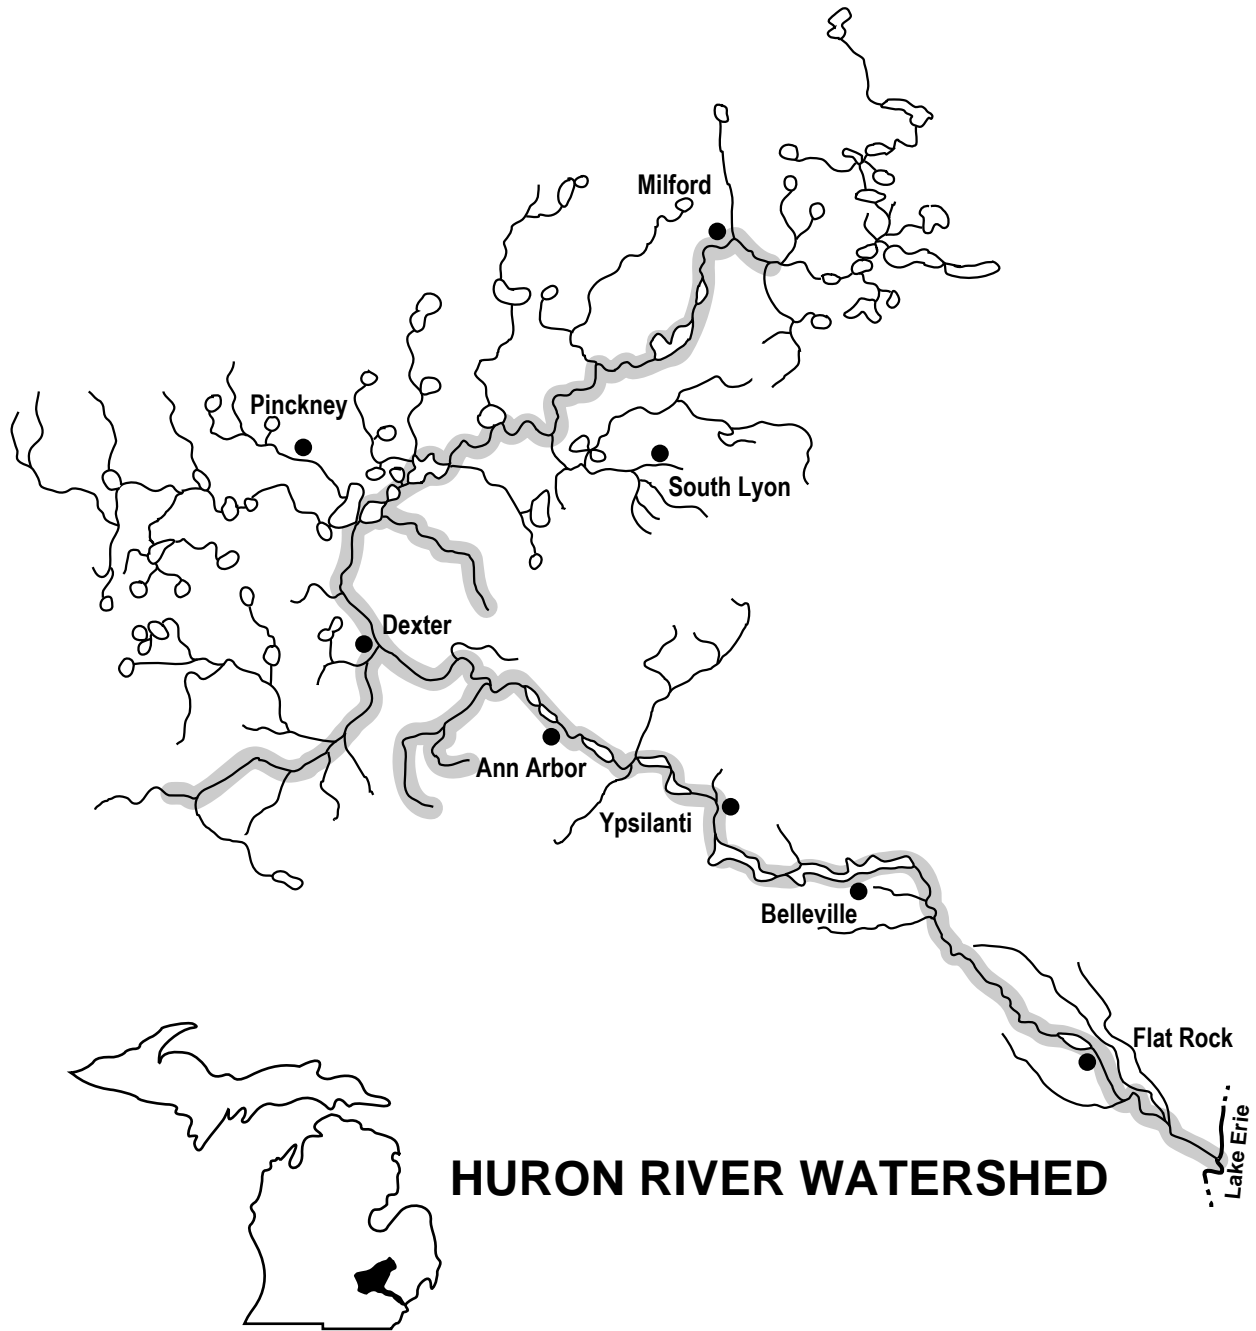 Milford
Pinckney
South Lyon
Dexter
Ann Arbor
Ypsilanti
Belleville
Flat Rock
Lake Erie
HURON RIVER WATERSHED